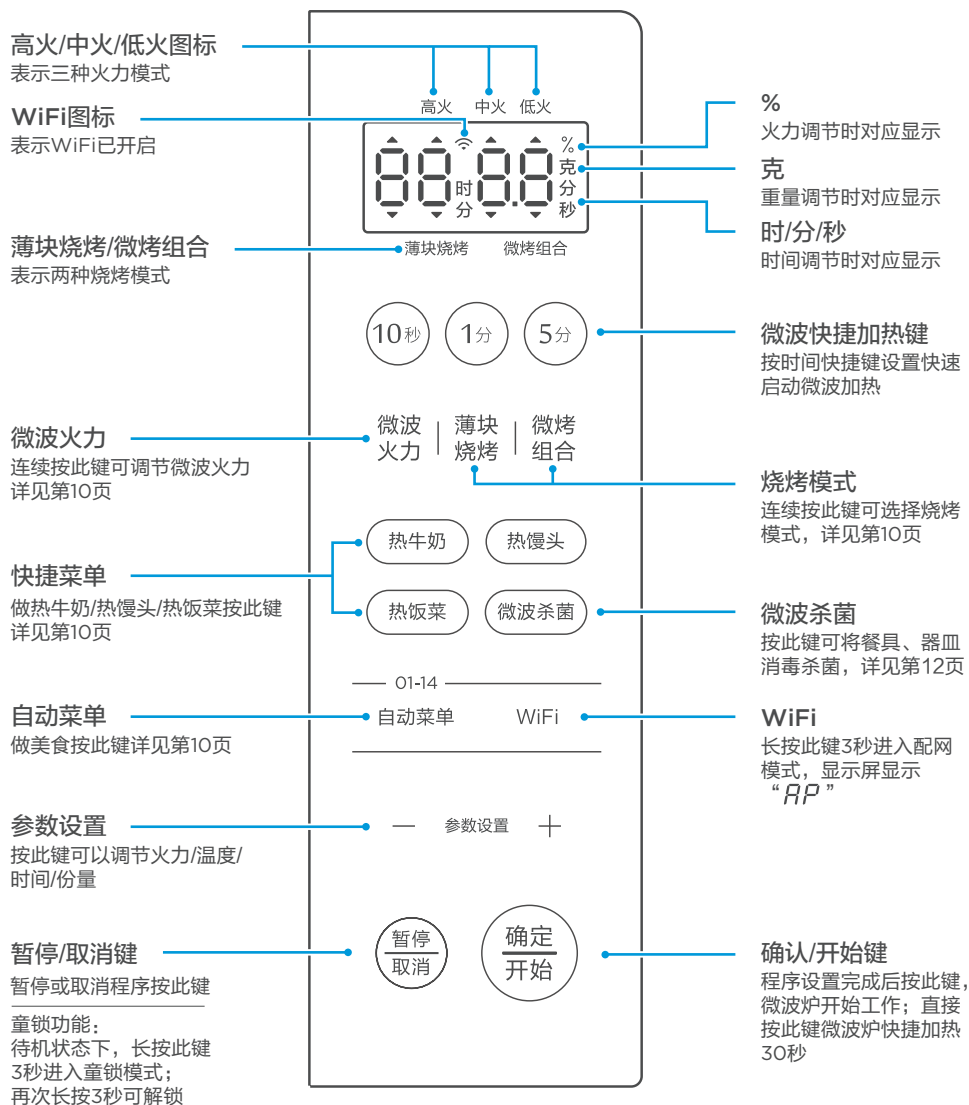 高火/中火/低火图标
表示三种火力模式
WiFi图标
表示WiFi已开启
薄块烧烤/微烤组合
表示两种烧烤模式
微波火力
连续按此键可调节微波火力
详见第10页
快捷菜单
做热牛奶/热馒头/热饭菜按此键
详见第10页
自动菜单
做美食按此键详见第10页
参数设置
按此键可以调节火力/温度/
时间/份量
暂停/取消键
暂停或取消程序按此键
童锁功能：
待机状态下，长按此键
3秒进入童锁模式；
再次长按3秒可解锁
高火 中火 低火
88 8.8
时
分
%
克
分
秒
薄块烧烤 微烤组合
10秒 1分 5分
微波 | 薄块 | 微烤
火力 | 烧烤 | 组合
热牛奶 热馒头
热饭菜 微波杀菌
01-14
自动菜单 WiFi
— 参数设置 +
暂停
取消
确定
开始
%
火力调节时对应显示
克
重量调节时对应显示
时/分/秒
时间调节时对应显示
微波快捷加热键
按时间快捷键设置快速
启动微波加热
烧烤模式
连续按此键可选择烧烤
模式，详见第10页
微波杀菌
按此键可将餐具、器皿
消毒杀菌，详见第12页
WiFi
长按此键3秒进入配网
模式，显示屏显示
“AP”
确认/开始键
程序设置完成后按此键，
微波炉开始工作；直接
按此键微波炉快捷加热
30秒